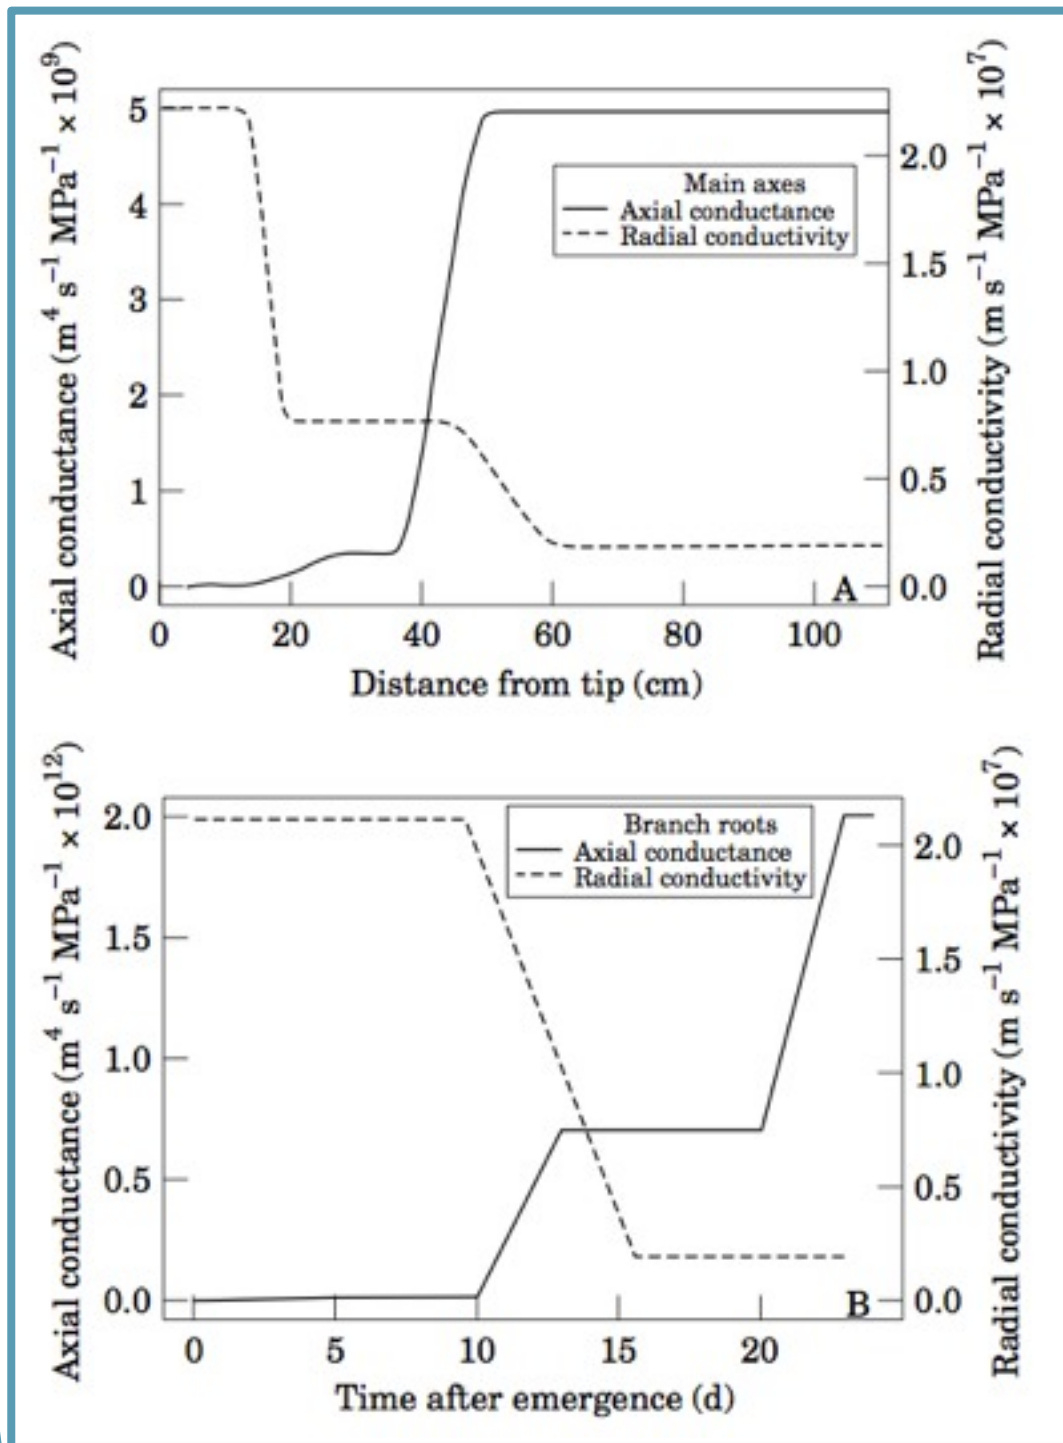 Axial conductance (m⁴ s⁻¹ MPa⁻¹ × 10⁹)
5
4
3
2
1
0
Main axes
Axial conductance
Radial conductivity
2.0
1.5
1.0
0.5
0.0
Radial conductivity (m s⁻¹ MPa⁻¹ × 10⁷)
A
0 20 40 60 80 100
Distance from tip (cm)
Axial conductance (m⁴ s⁻¹ MPa⁻¹ × 10¹²)
2.0
1.5
1.0
0.5
0.0
Branch roots
Axial conductance
Radial conductivity
2.0
1.5
1.0
0.5
0.0
Radial conductivity (m s⁻¹ MPa⁻¹ × 10⁷)
B
0 5 10 15 20
Time after emergence (d)